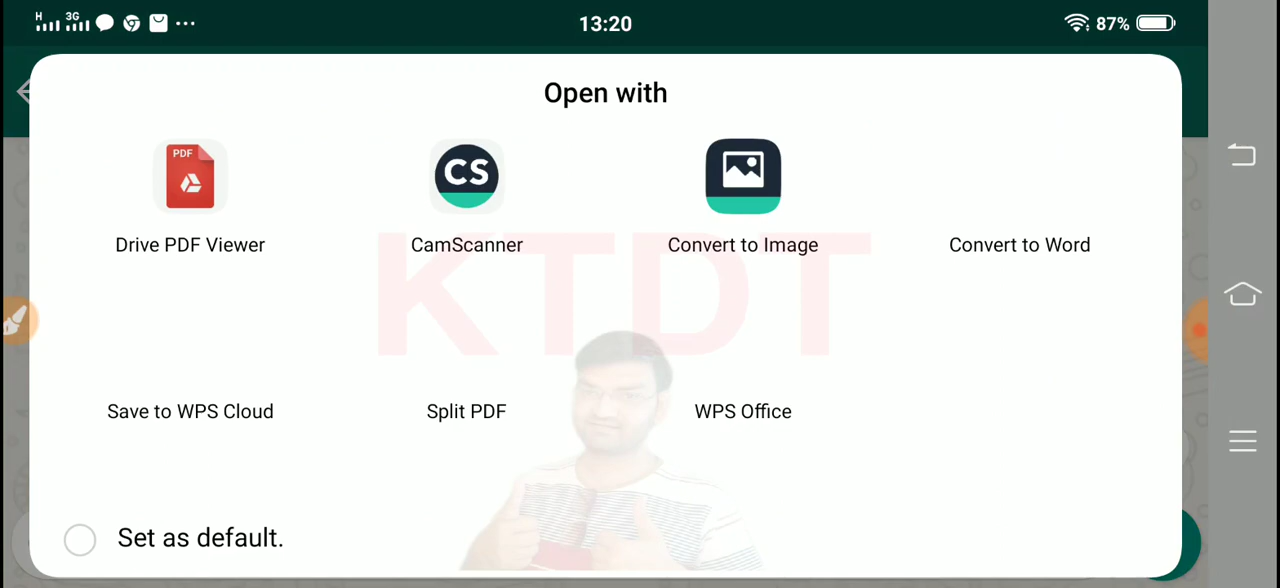 H 3G 13:20 87%
Open with
PDF CS
Drive PDF Viewer CamScanner Convert to Image Convert to Word
KTDT
Save to WPS Cloud Split PDF WPS Office
Set as default.